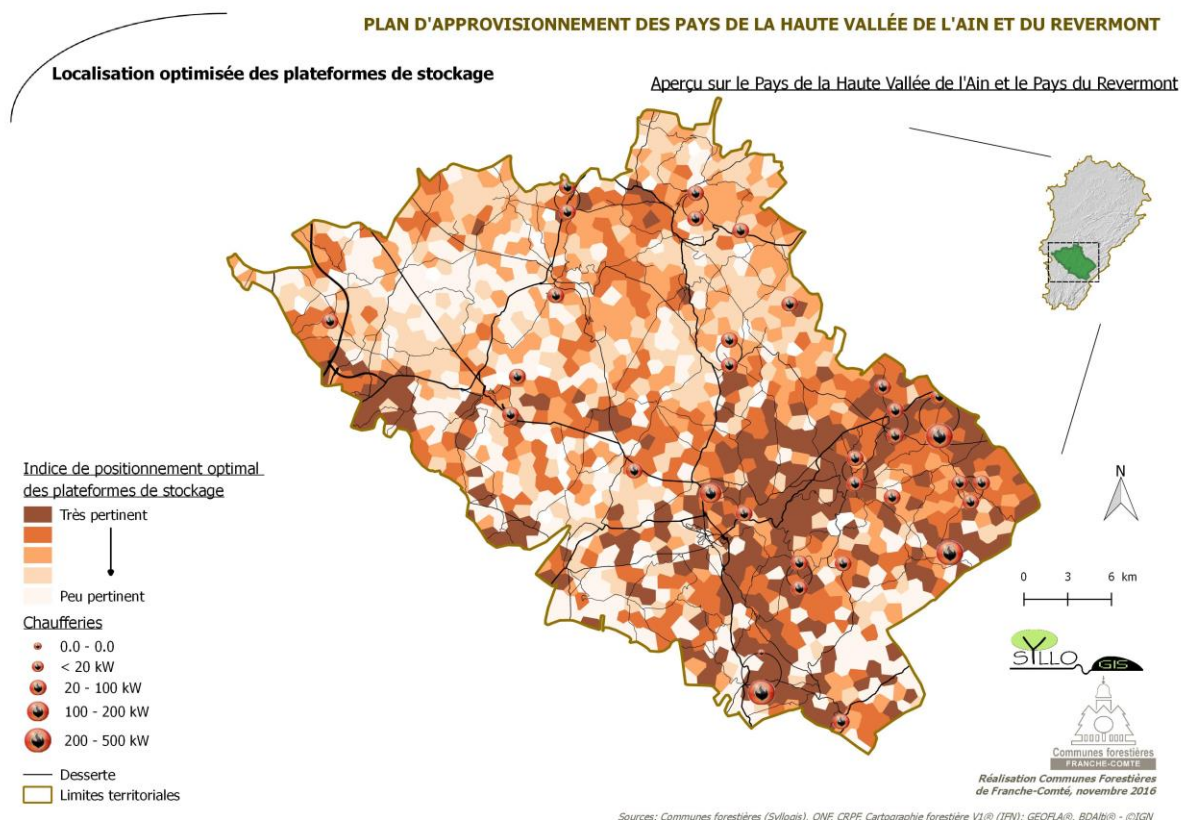 PLAN D'APPROVISIONNEMENT DES PAYS DE LA HAUTE VALLÉE DE L'AIN ET DU REVERMONT
Localisation optimisée des plateformes de stockage
Aperçu sur le Pays de la Haute Vallée de l'Ain et le Pays du Revermont
Indice de positionnement optimal
des plateformes de stockage
Très pertinent
Peu pertinent
Chaufferies
0.0 - 0.0
< 20 kW
20 - 100 kW
100 - 200 kW
200 - 500 kW
Desserte
Limites territoriales
N
0 3 6 km
SYLLO GIS
Communes forestières
FRANCHE-COMTE
Réalisation Communes Forestières
de Franche-Comté, novembre 2016
Sources: Communes forestières (Syllogis), ONF, CRPF, Cartographie forestière V1® (IFN); GEOFLA®, BDAlti® - ©IGN